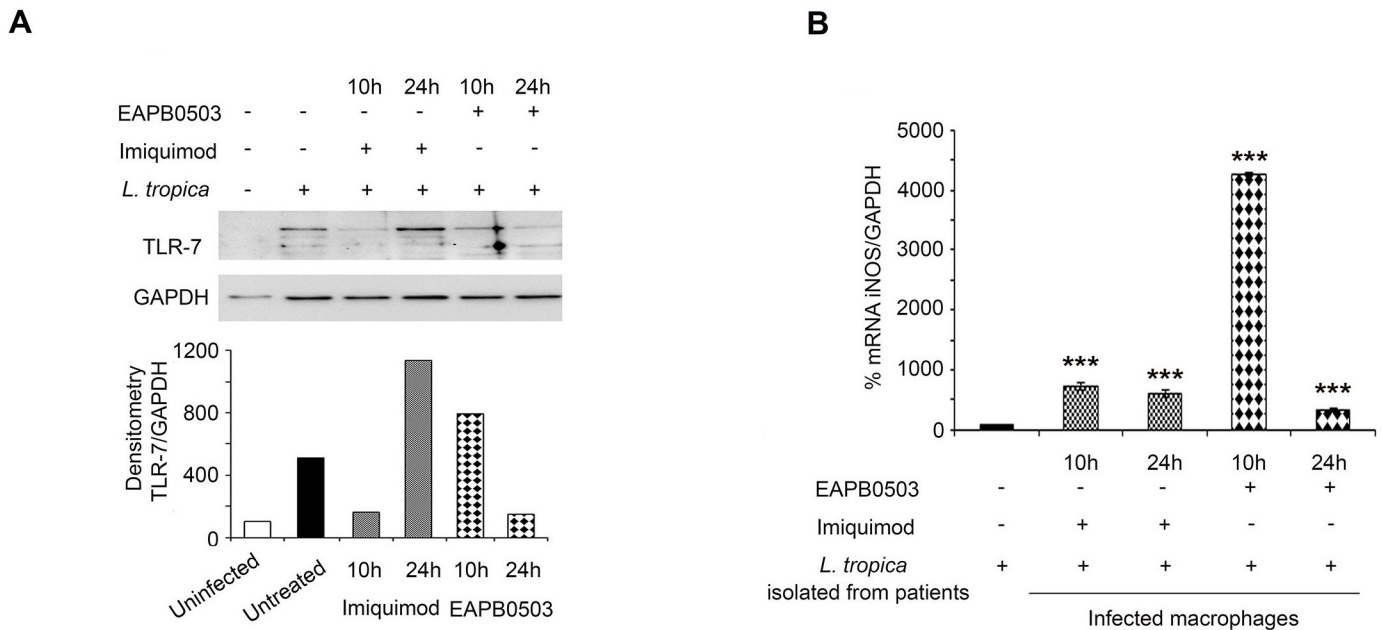 A
10h 24h 10h 24h
EAPB0503 - - - - + +
Imiquimod - - + + - -
L. tropica - + + + + +
TLR-7
GAPDH
Densitometry
TLR-7/GAPDH
1200
800
400
0
Uninfected
Untreated
10h 24h 10h 24h
Imiquimod EAPB0503
B
% mRNA iNOS/GAPDH
5000
4000
3000
2000
1000
0
*** *** *** ***
10h 24h 10h 24h
EAPB0503 - - - + +
Imiquimod - + + - -
L. tropica + + + + +
isolated from patients
Infected macrophages